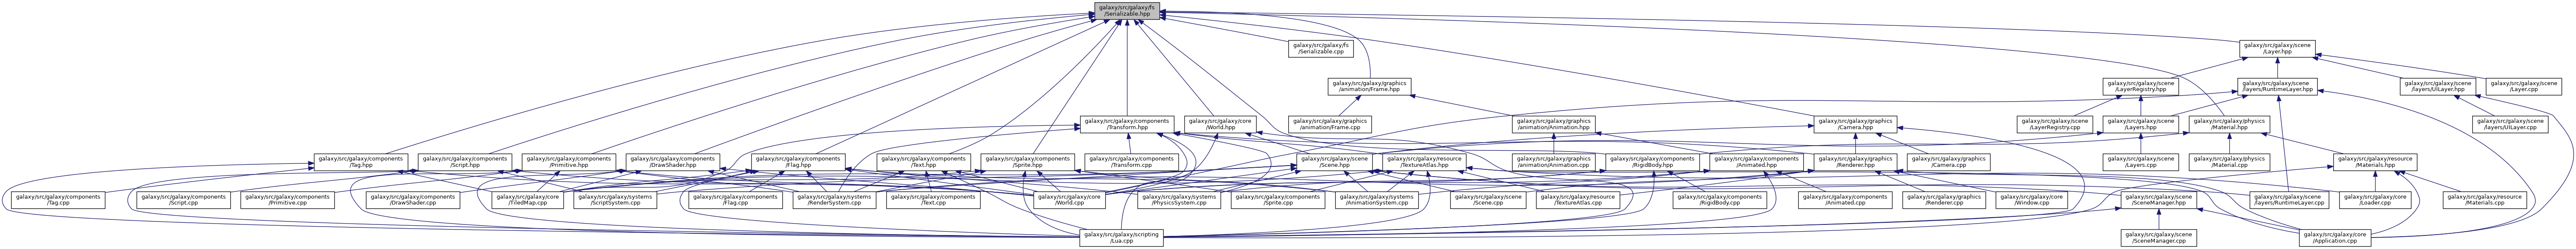 galaxy/src/galaxy/fs
/Serializable.hpp
galaxy/src/galaxy/fs
/Serializable.cpp
galaxy/src/galaxy/scene
/Layer.hpp
galaxy/src/galaxy/graphics
/animation/Frame.hpp
galaxy/src/galaxy/scene
/LayerRegistry.hpp
galaxy/src/galaxy/scene
/layers/RuntimeLayer.hpp
galaxy/src/galaxy/scene
/layers/UILayer.hpp
galaxy/src/galaxy/scene
/Layer.cpp
galaxy/src/galaxy/components
/Transform.hpp
galaxy/src/galaxy/core
/World.hpp
galaxy/src/galaxy/graphics
/animation/Frame.cpp
galaxy/src/galaxy/graphics
/animation/Animation.hpp
galaxy/src/galaxy/graphics
/Camera.hpp
galaxy/src/galaxy/scene
/LayerRegistry.cpp
galaxy/src/galaxy/scene
/Layers.hpp
galaxy/src/galaxy/physics
/Material.hpp
galaxy/src/galaxy/scene
/layers/UILayer.cpp
galaxy/src/galaxy/components
/Tag.hpp
galaxy/src/galaxy/components
/Script.hpp
galaxy/src/galaxy/components
/Primitive.hpp
galaxy/src/galaxy/components
/DrawShader.hpp
galaxy/src/galaxy/components
/Flag.hpp
galaxy/src/galaxy/components
/Text.hpp
galaxy/src/galaxy/components
/Sprite.hpp
galaxy/src/galaxy/components
/Transform.cpp
galaxy/src/galaxy/scene
/Scene.hpp
galaxy/src/galaxy/resource
/TextureAtlas.hpp
galaxy/src/galaxy/graphics
/animation/Animation.cpp
galaxy/src/galaxy/components
/RigidBody.hpp
galaxy/src/galaxy/components
/Animated.hpp
galaxy/src/galaxy/graphics
/Renderer.hpp
galaxy/src/galaxy/graphics
/Camera.cpp
galaxy/src/galaxy/scene
/Layers.cpp
galaxy/src/galaxy/physics
/Material.cpp
galaxy/src/galaxy/resource
/Materials.hpp
galaxy/src/galaxy/components
/Tag.cpp
galaxy/src/galaxy/components
/Script.cpp
galaxy/src/galaxy/components
/Primitive.cpp
galaxy/src/galaxy/components
/DrawShader.cpp
galaxy/src/galaxy/core
/TiledMap.cpp
galaxy/src/galaxy/systems
/ScriptSystem.cpp
galaxy/src/galaxy/components
/Flag.cpp
galaxy/src/galaxy/systems
/RenderSystem.cpp
galaxy/src/galaxy/components
/Text.cpp
galaxy/src/galaxy/core
/World.cpp
galaxy/src/galaxy/systems
/PhysicsSystem.cpp
galaxy/src/galaxy/components
/Sprite.cpp
galaxy/src/galaxy/systems
/AnimationSystem.cpp
galaxy/src/galaxy/scene
/Scene.cpp
galaxy/src/galaxy/resource
/TextureAtlas.cpp
galaxy/src/galaxy/components
/RigidBody.cpp
galaxy/src/galaxy/components
/Animated.cpp
galaxy/src/galaxy/graphics
/Renderer.cpp
galaxy/src/galaxy/core
/Window.cpp
galaxy/src/galaxy/scene
/SceneManager.hpp
galaxy/src/galaxy/scene
/layers/RuntimeLayer.cpp
galaxy/src/galaxy/core
/Loader.cpp
galaxy/src/galaxy/resource
/Materials.cpp
galaxy/src/galaxy/scripting
/Lua.cpp
galaxy/src/galaxy/scene
/SceneManager.cpp
galaxy/src/galaxy/core
/Application.cpp